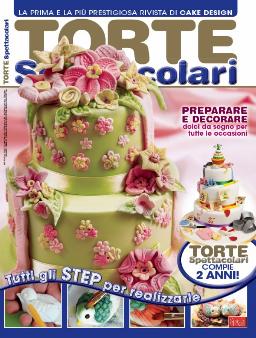 LA PRIMA E LA PIÙ PRESTIGIOSA RIVISTA DI CAKE DESIGN
TORTE
Spettacolari
TORTE Spettacolari
PREPARARE
E DECORARE
dolci da sogno per
tutte le occasioni
TORTE
Spettacolari
COMPIE
2 ANNI!
Tutti gli STEP per realizzarle